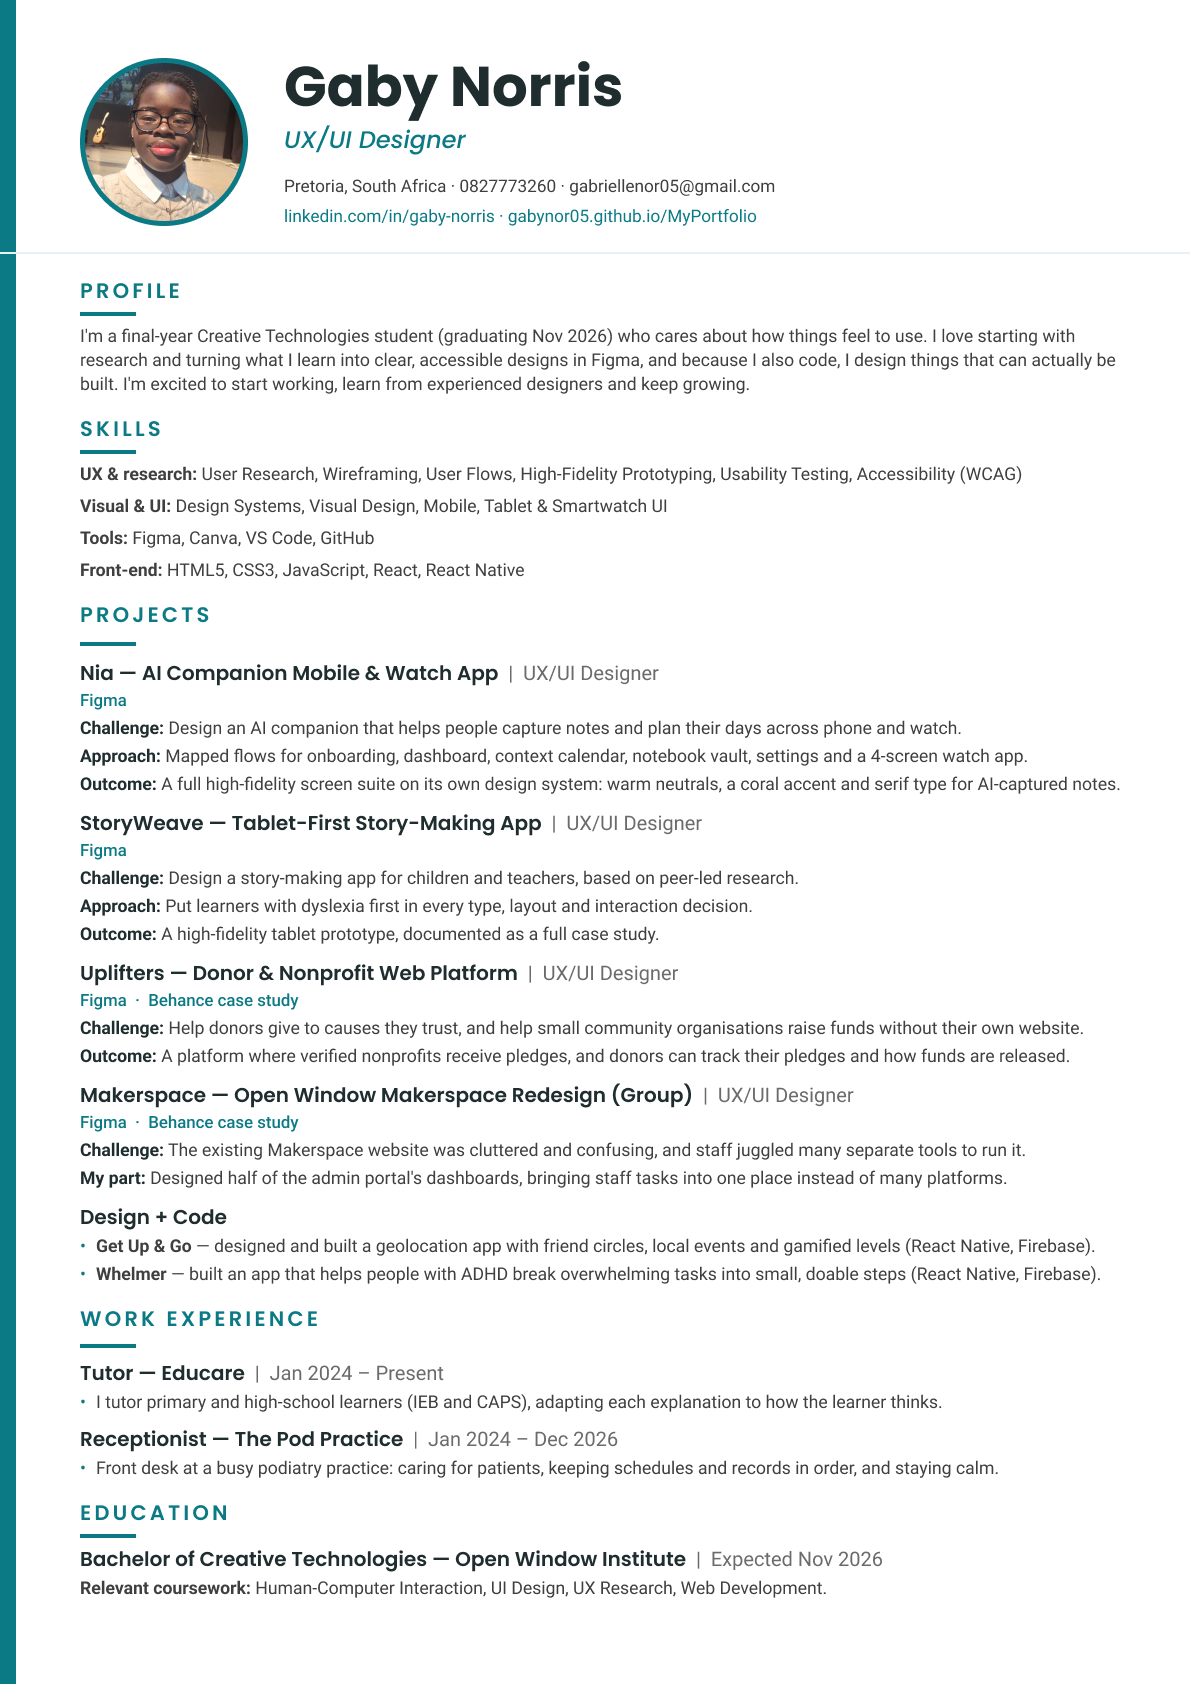 Gaby Norris
UX/UI Designer
Pretoria, South Africa · 0827773260 · gabriellenor05@gmail.com
linkedin.com/in/gaby-norris · gabynor05.github.io/MyPortfolio
PROFILE
I'm a final-year Creative Technologies student (graduating Nov 2026) who cares about how things feel to use. I love starting with
research and turning what I learn into clear, accessible designs in Figma, and because I also code, I design things that can actually be
built. I'm excited to start working, learn from experienced designers and keep growing.
SKILLS
UX & research: User Research, Wireframing, User Flows, High-Fidelity Prototyping, Usability Testing, Accessibility (WCAG)
Visual & UI: Design Systems, Visual Design, Mobile, Tablet & Smartwatch UI
Tools: Figma, Canva, VS Code, GitHub
Front-end: HTML5, CSS3, JavaScript, React, React Native
PROJECTS
Nia — AI Companion Mobile & Watch App | UX/UI Designer
Figma
Challenge: Design an AI companion that helps people capture notes and plan their days across phone and watch.
Approach: Mapped flows for onboarding, dashboard, context calendar, notebook vault, settings and a 4-screen watch app.
Outcome: A full high-fidelity screen suite on its own design system: warm neutrals, a coral accent and serif type for AI-captured notes.
StoryWeave — Tablet-First Story-Making App | UX/UI Designer
Figma
Challenge: Design a story-making app for children and teachers, based on peer-led research.
Approach: Put learners with dyslexia first in every type, layout and interaction decision.
Outcome: A high-fidelity tablet prototype, documented as a full case study.
Uplifters — Donor & Nonprofit Web Platform | UX/UI Designer
Figma · Behance case study
Challenge: Help donors give to causes they trust, and help small community organisations raise funds without their own website.
Outcome: A platform where verified nonprofits receive pledges, and donors can track their pledges and how funds are released.
Makerspace — Open Window Makerspace Redesign (Group) | UX/UI Designer
Figma · Behance case study
Challenge: The existing Makerspace website was cluttered and confusing, and staff juggled many separate tools to run it.
My part: Designed half of the admin portal's dashboards, bringing staff tasks into one place instead of many platforms.
Design + Code
• Get Up & Go — designed and built a geolocation app with friend circles, local events and gamified levels (React Native, Firebase).
• Whelmer — built an app that helps people with ADHD break overwhelming tasks into small, doable steps (React Native, Firebase).
WORK EXPERIENCE
Tutor — Educare | Jan 2024 – Present
• I tutor primary and high-school learners (IEB and CAPS), adapting each explanation to how the learner thinks.
Receptionist — The Pod Practice | Jan 2024 – Dec 2026
• Front desk at a busy podiatry practice: caring for patients, keeping schedules and records in order, and staying calm.
EDUCATION
Bachelor of Creative Technologies — Open Window Institute | Expected Nov 2026
Relevant coursework: Human-Computer Interaction, UI Design, UX Research, Web Development.